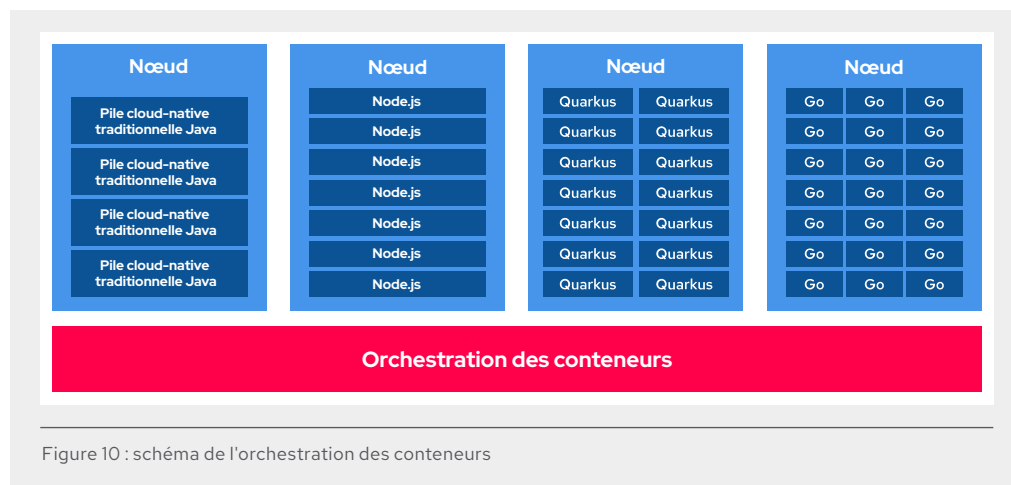 Nœud
Pile cloud-native
traditionnelle Java
Pile cloud-native
traditionnelle Java
Pile cloud-native
traditionnelle Java
Pile cloud-native
traditionnelle Java
Nœud
Node.js
Node.js
Node.js
Node.js
Node.js
Node.js
Node.js
Nœud
Quarkus Quarkus
Quarkus Quarkus
Quarkus Quarkus
Quarkus Quarkus
Quarkus Quarkus
Quarkus Quarkus
Quarkus Quarkus
Nœud
Go Go Go
Go Go Go
Go Go Go
Go Go Go
Go Go Go
Go Go Go
Go Go Go
Orchestration des conteneurs
Figure 10 : schéma de l'orchestration des conteneurs